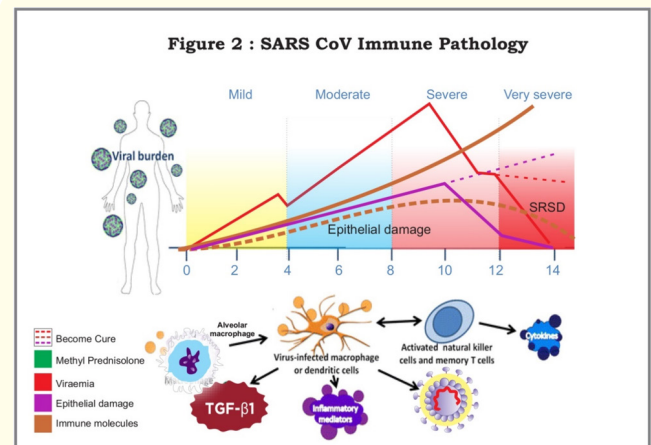 Figure 2 : SARS CoV Immune Pathology
Mild
Moderate
Severe
Very severe
Viral burden
Epithelial damage
SRSD
0
2
4
6
8
10
12
14
Become Cure
Methyl Prednisolone
Viraemia
Epithelial damage
Immune molecules
Alveolar
macrophage
Virus-infected macrophage
or dendritic cells
Activated natural killer
cells and memory T cells
Cytokines
TGF-β1
Inflammatory
mediators